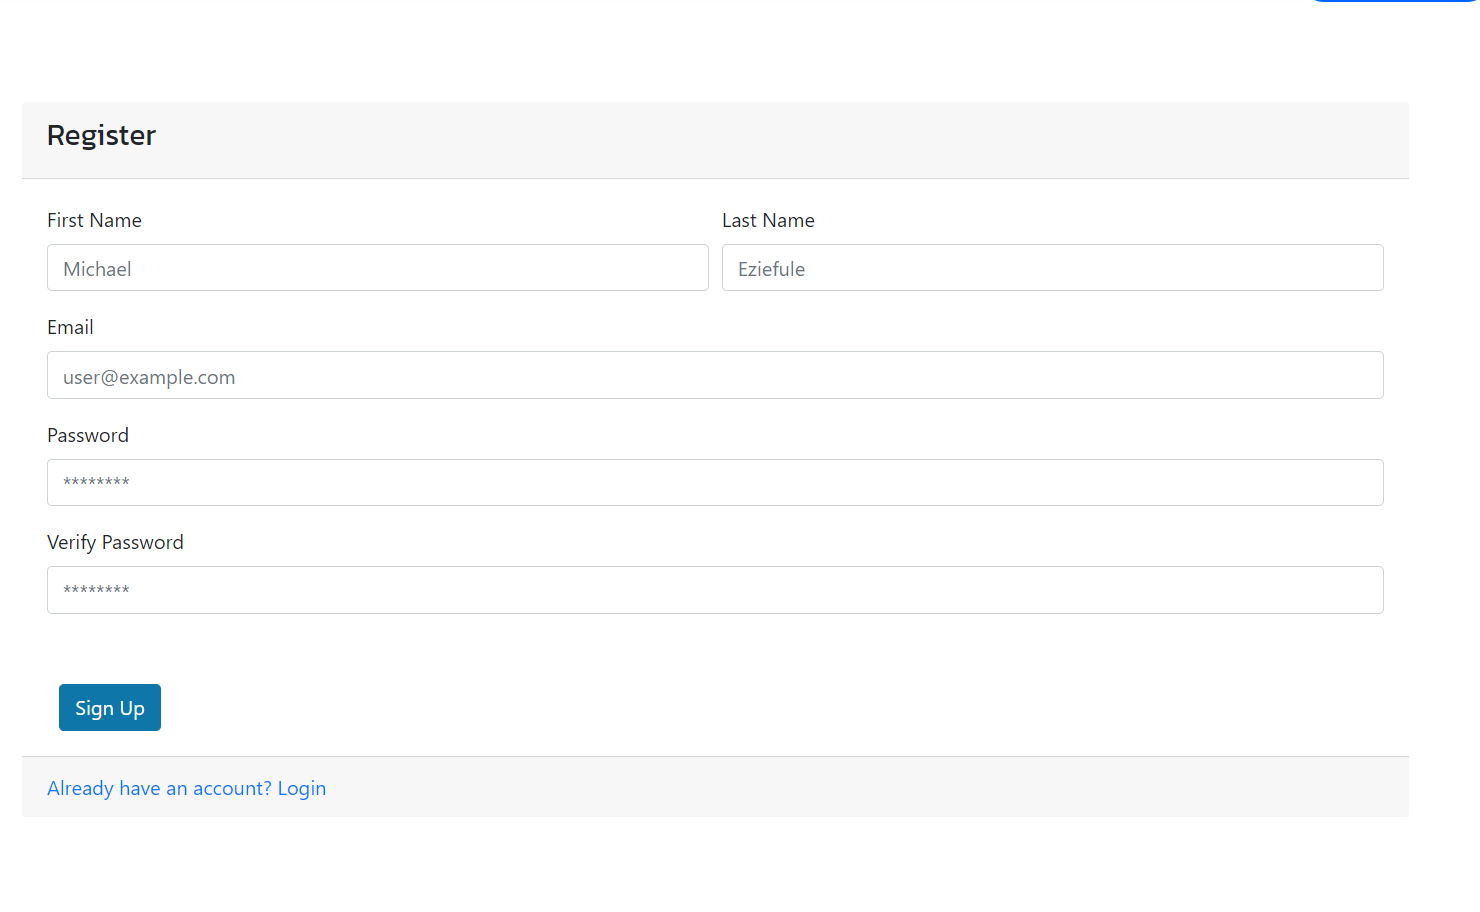 Register
First Name
Last Name
Michael
Eziefule
Email
user@example.com
Password
********
Verify Password
********
Sign Up
Already have an account? Login